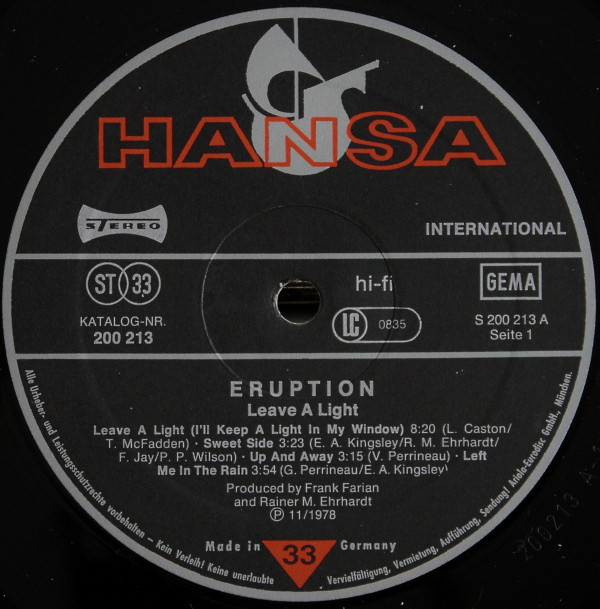 HANSA
STEREO
INTERNATIONAL
ST 33
hi-fi
GEMA
KATALOG-NR.
200 213
LC 0835
S 200 213 A
Seite 1
ERUPTION
Leave A Light
Leave A Light (I'll Keep A Light In My Window) 8:20 (L. Caston/
T. McFadden) · Sweet Side 3:23 (E. A. Kingsley/R. M. Ehrhardt/
F. Jay/P. P. Wilson) · Up And Away 3:15 (V. Perrineau) · Left
Me In The Rain 3:54 (G. Perrineau/E. A. Kingsley)
Produced by Frank Farian
and Rainer M. Ehrhardt
Ⓟ 11/1978
Made in 33 Germany
Alle Urheber- und Leistungsschutzrechte vorbehalten – Kein Verleih! Keine unerlaubte Vervielfältigung, Vermietung, Aufführung, Sendung! Ariola-Eurodisc GmbH., München.
200213 A-